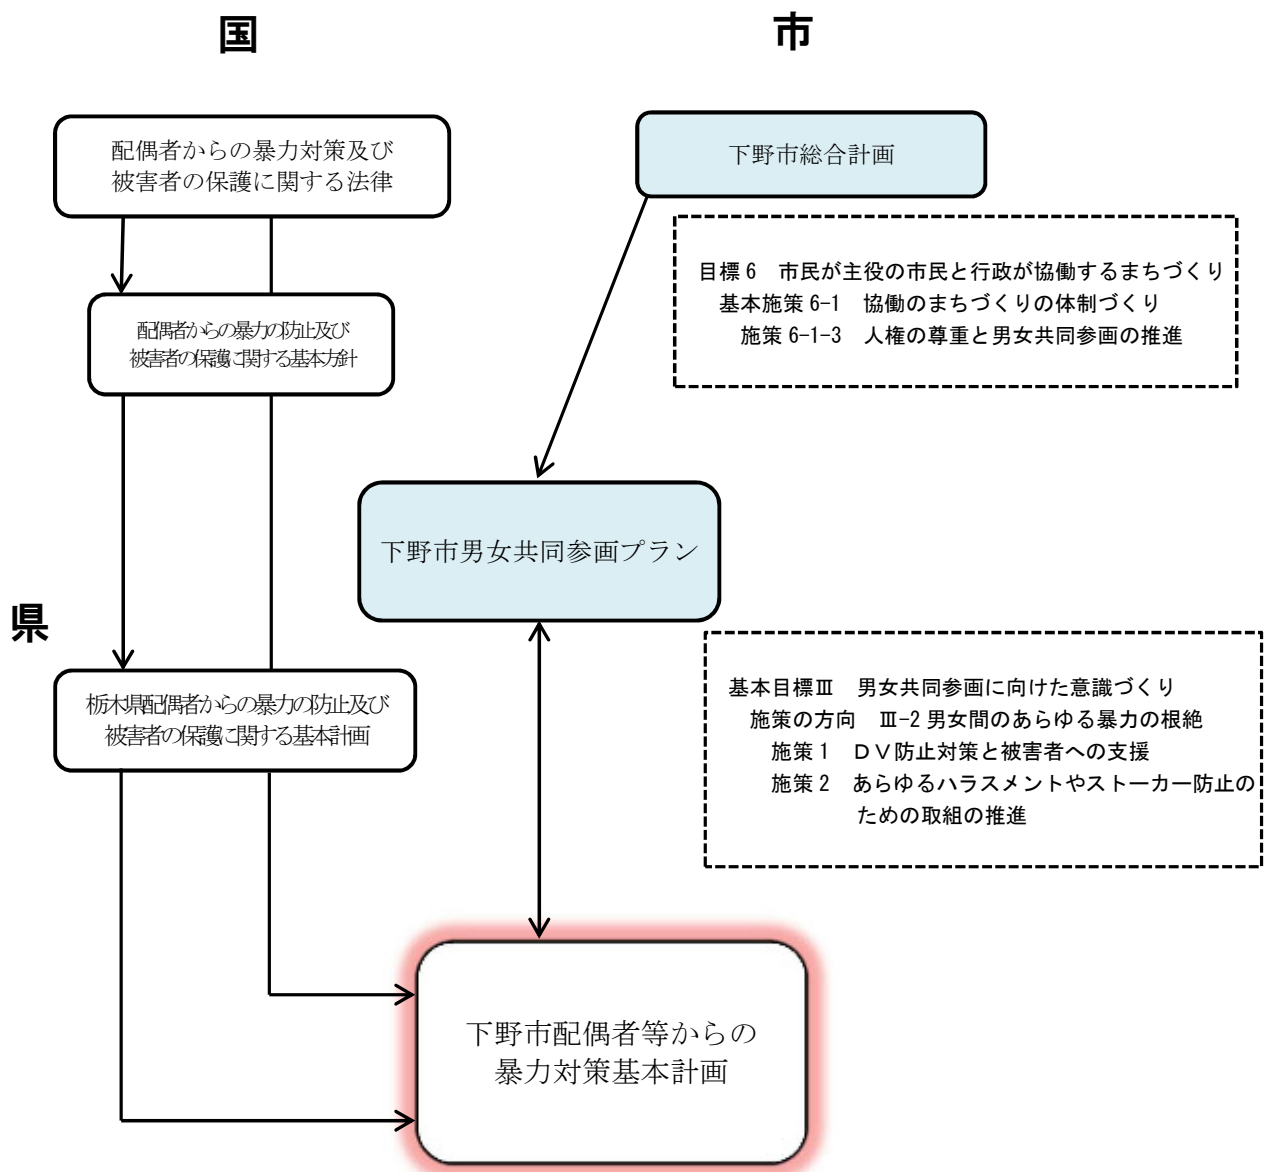 国
市
配偶者からの暴力対策及び
被害者の保護に関する法律
下野市総合計画
目標6 市民が主役の市民と行政が協働するまちづくり
基本施策6-1 協働のまちづくりの体制づくり
施策6-1-3 人権の尊重と男女共同参画の推進
配偶者からの暴力の防止及び
被害者の保護に関する基本方針
下野市男女共同参画プラン
県
栃木県配偶者からの暴力の防止及び
被害者の保護に関する基本計画
基本目標Ⅲ 男女共同参画に向けた意識づくり
施策の方向 Ⅲ-2 男女間のあらゆる暴力の根絶
施策1 DV防止対策と被害者への支援
施策2 あらゆるハラスメントやストーカー防止の
ための取組の推進
下野市配偶者等からの
暴力対策基本計画